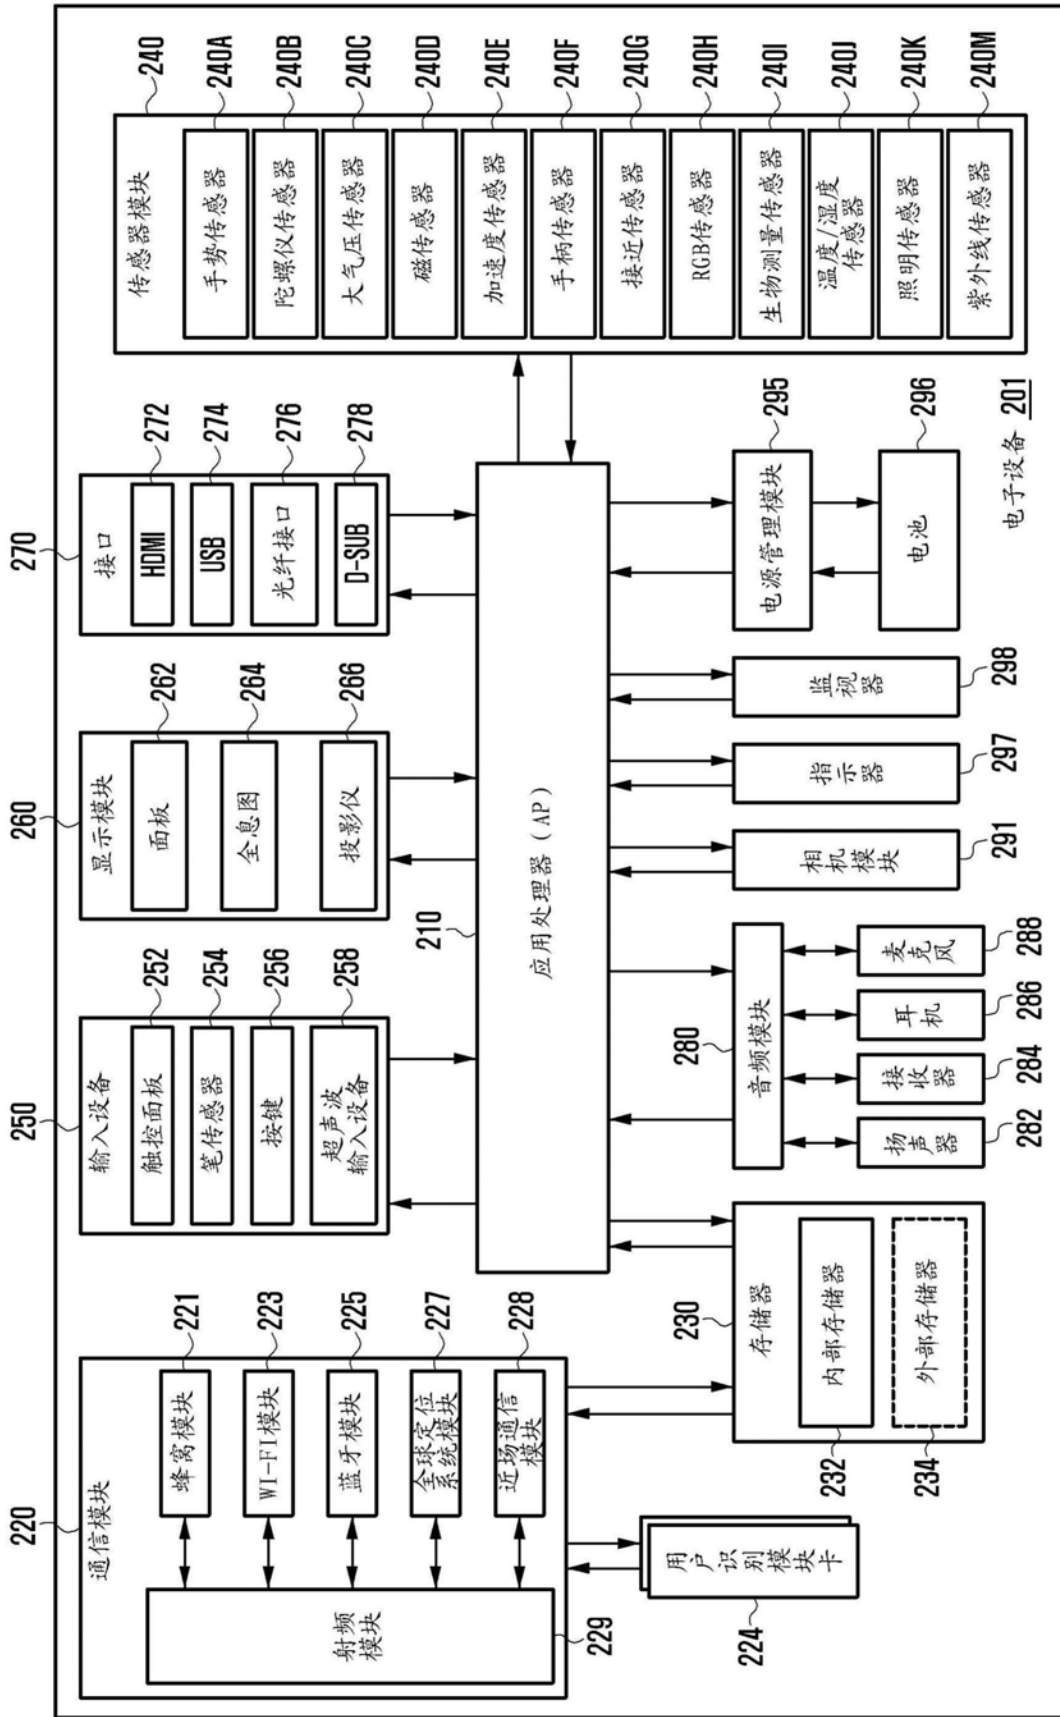 220
通信模块
射频
模块
229
蜂窝模块
221
WI-FI模块
223
蓝牙模块
225
全球定位
系统模块
227
近场通信
模块
228
用户识别模块卡
224
250
输入设备
触控面板
252
笔传感器
254
按键
256
超声波
输入设备
258
260
显示模块
面板
262
全息图
264
投影仪
266
270
接口
HDMI
272
USB
274
光纤接口
276
D-SUB
278
传感器模块
240
手势传感器
240A
陀螺仪传感器
240B
大气压传感器
240C
磁传感器
240D
加速度传感器
240E
手柄传感器
240F
接近传感器
240G
RGB传感器
240H
生物测量传感器
240I
温度/湿度
传感器
240J
照明传感器
240K
紫外线传感器
240M
210
应用处理器(AP)
230
存储器
内部存储器
232
外部存储器
234
280
音频模块
扬声器
282
接收器
284
耳机
286
麦克风
288
相机
模块
291
指示器
297
监视器
298
电源管理模块
295
电池
296
电子设备 201